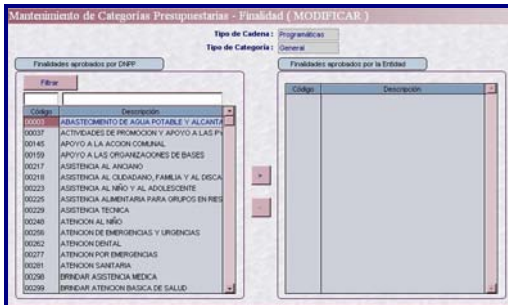 Mantenimiento de Categorías Presupuestarias - Finalidad ( MODIFICAR )
Tipo de Cadena : Programáticas
Tipo de Categoría : General
Finalidades aprobados por DNPP
Finalidades aprobados por la Entidad
Filtrar
Código Descripción
Código Descripción
00003 ABASTECIMIENTO DE AGUA POTABLE Y ALCANTA
00037 ACTIVIDADES DE PROMOCION Y APOYO A LAS PY
00145 APOYO A LA ACCION COMUNAL
00159 APOYO A LAS ORGANIZACIONES DE BASES
00217 ASISTENCIA AL ANCIANO
00218 ASISTENCIA AL CIUDADANO, FAMILIA Y AL DISCA
00223 ASISTENCIA AL NIÑO Y AL ADOLESCENTE
00225 ASISTENCIA ALIMENTARIA PARA GRUPOS EN RIES
00229 ASISTENCIA TECNICA
00248 ATENCION AL NIÑO
00256 ATENCION DE EMERGENCIAS Y URGENCIAS
00262 ATENCION DENTAL
00277 ATENCION POR EMERGENCIAS
00281 ATENCION SANITARIA
00298 BRINDAR ASISTENCIA MEDICA
00299 BRINDAR ATENCION BASICA DE SALUD